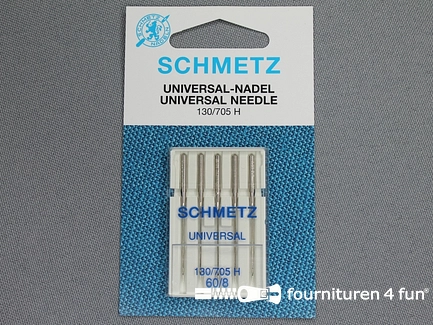 SCHMETZ
UNIVERSAL-NADEL
UNIVERSAL NEEDLE
130/705 H
SCHMETZ
UNIVERSAL
130/705 H
60/8
fournituren 4 fun®